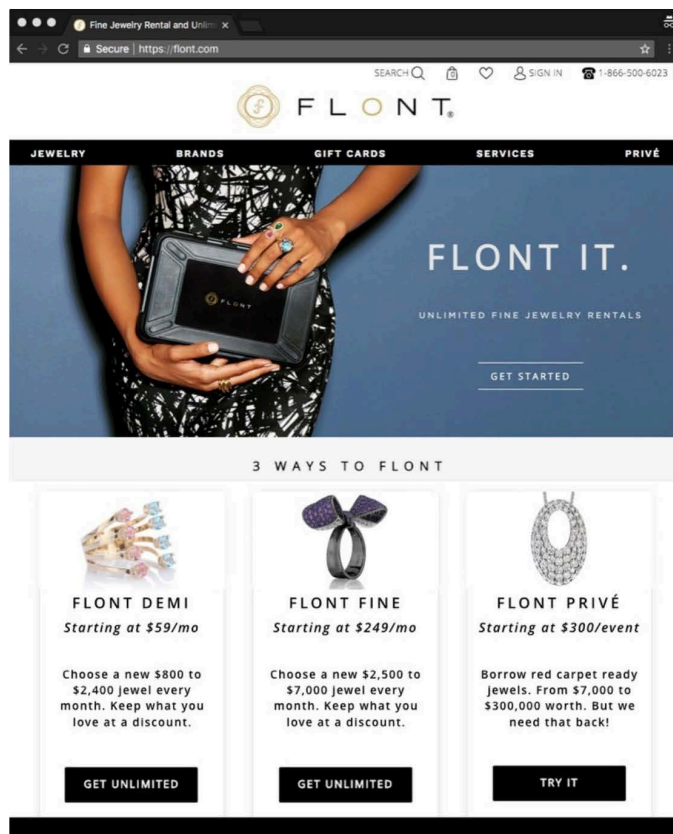 Fine Jewelry Rental and Unlim
Secure | https://flont.com
SEARCH 0 SIGN IN 1-866-500-6023
FLONT®
JEWELRY BRANDS GIFT CARDS SERVICES PRIVÉ
FLONT IT.
FLONT
UNLIMITED FINE JEWELRY RENTALS
GET STARTED
3 WAYS TO FLONT
FLONT DEMI
Starting at $59/mo
Choose a new $800 to
$2,400 jewel every
month. Keep what you
love at a discount.
GET UNLIMITED
FLONT FINE
Starting at $249/mo
Choose a new $2,500 to
$7,000 jewel every
month. Keep what you
love at a discount.
GET UNLIMITED
FLONT PRIVÉ
Starting at $300/event
Borrow red carpet ready
jewels. From $7,000 to
$300,000 worth. But we
need that back!
TRY IT